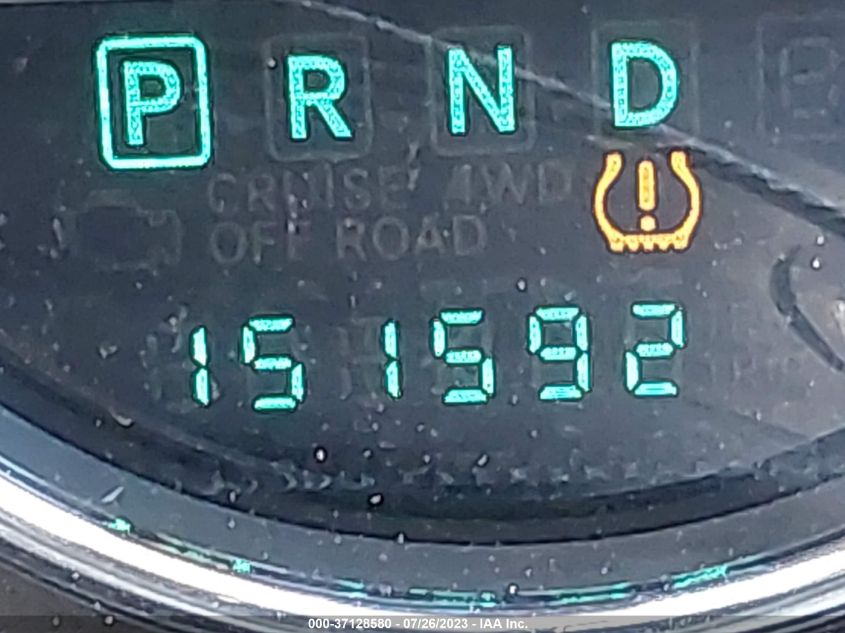 P R N D
CRUISE 4WD
OFF ROAD
151592
000-37128580 - 07/26/2023 - IAA Inc.